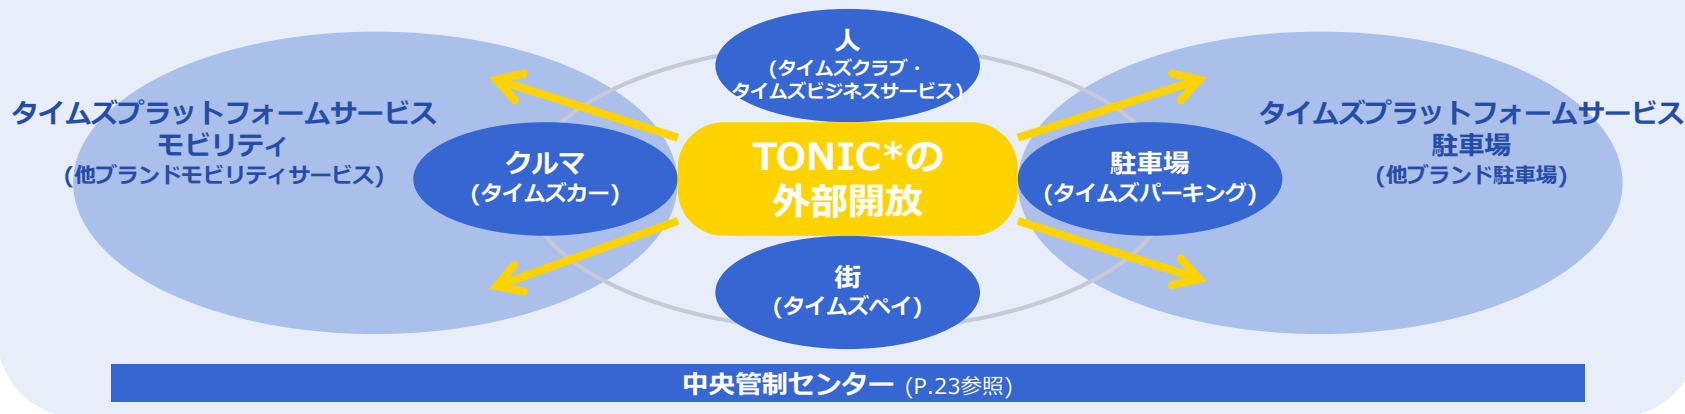 人
(タイムズクラブ・
タイムズビジネスサービス)
タイムズプラットフォームサービス
モビリティ
(他ブランドモビリティサービス)
クルマ
(タイムズカー)
TONIC*の
外部開放
駐車場
(タイムズパーキング)
タイムズプラットフォームサービス
駐車場
(他ブランド駐車場)
街
(タイムズペイ)
中央管制センター (P.23参照)